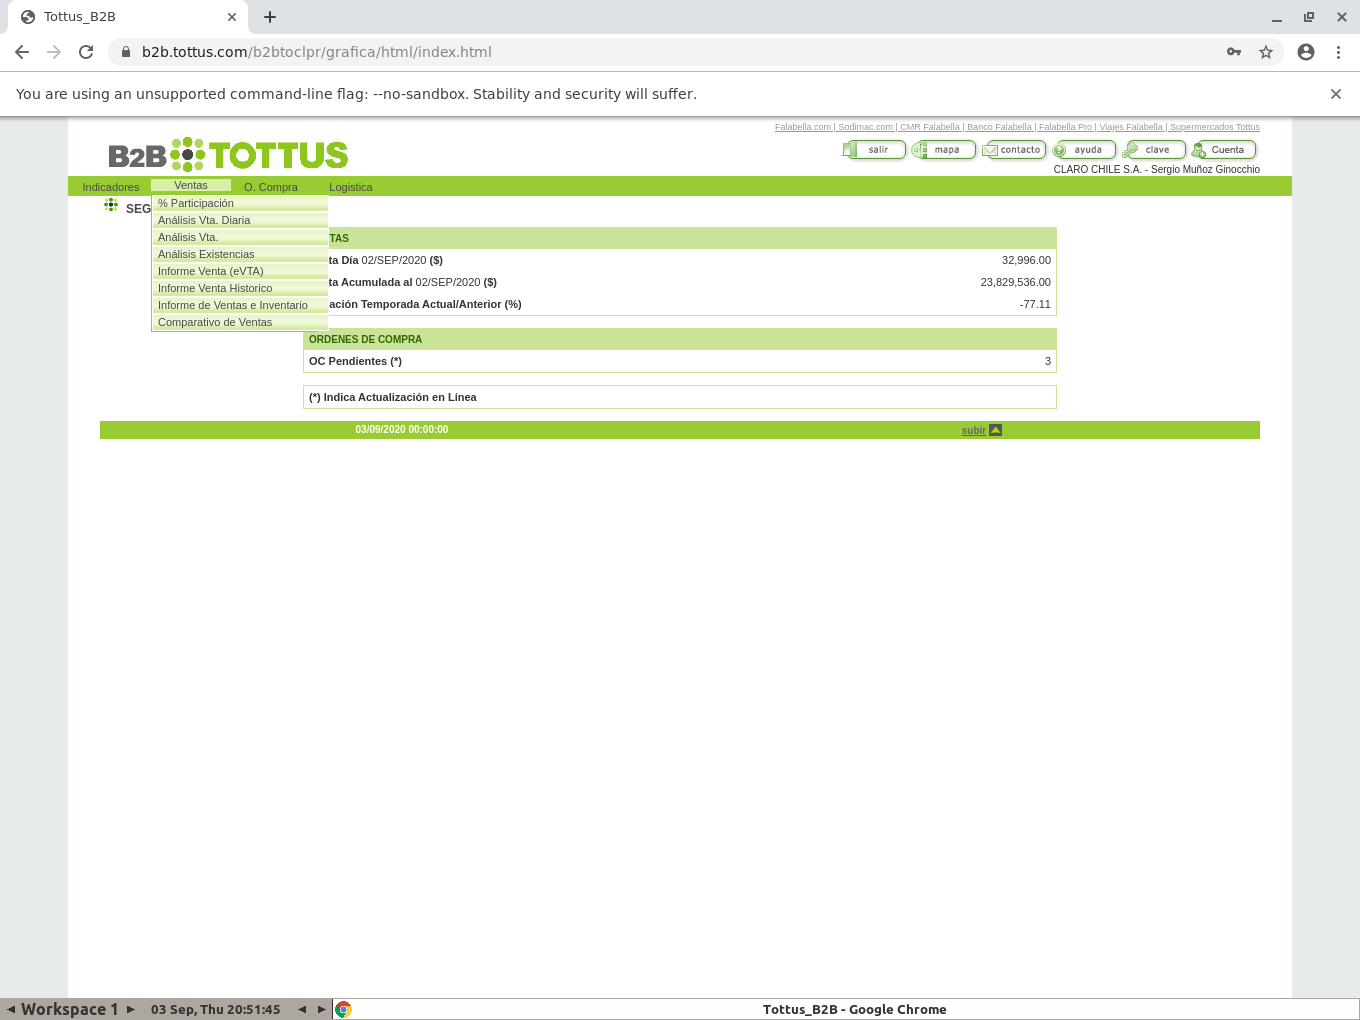 Tottus_B2B
b2b.tottus.com/b2btoclpr/grafica/html/index.html
You are using an unsupported command-line flag: --no-sandbox. Stability and security will suffer.
Falabella.com | Sodimac.com | CMR Falabella | Banco Falabella | Falabella Pro | Viajes Falabella | Supermercados Tottus
B2B TOTTUS
salir mapa contacto ayuda clave Cuenta
CLARO CHILE S.A. - Sergio Muñoz Ginocchio
Indicadores Ventas O. Compra Logistica
SEG
% Participación
Análisis Vta. Diaria
Análisis Vta.
Análisis Existencias
Informe Venta (eVTA)
Informe Venta Historico
Informe de Ventas e Inventario
Comparativo de Ventas
TAS
ta Día 02/SEP/2020 ($) 32,996.00
ta Acumulada al 02/SEP/2020 ($) 23,829,536.00
ación Temporada Actual/Anterior (%) -77.11
ORDENES DE COMPRA
OC Pendientes (*) 3
(*) Indica Actualización en Línea
03/09/2020 00:00:00 subir
Workspace 1 03 Sep, Thu 20:51:45 Tottus_B2B - Google Chrome